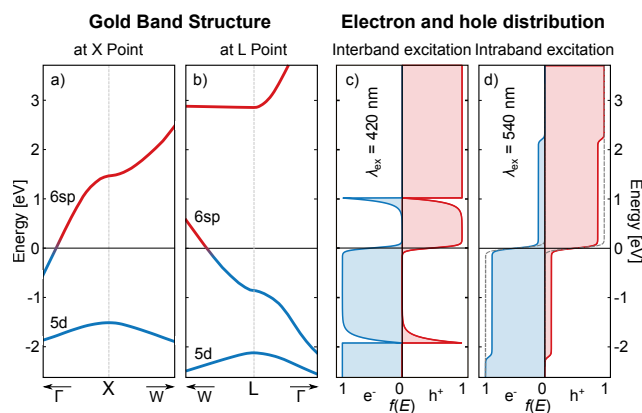 Gold Band Structure
Electron and hole distribution
at X Point
at L Point
Interband excitation
Intraband excitation
a)
b)
c)
d)
λex = 420 nm
λex = 540 nm
Energy [eV]
3
2
1
0
-1
-2
6sp
5d
6sp
5d
3
2
1
0
-1
-2
Energy [eV]
Γ X W
W L Γ
1 0 1
1 0 1
e⁻ h⁺
e⁻ h⁺
f(E)
f(E)